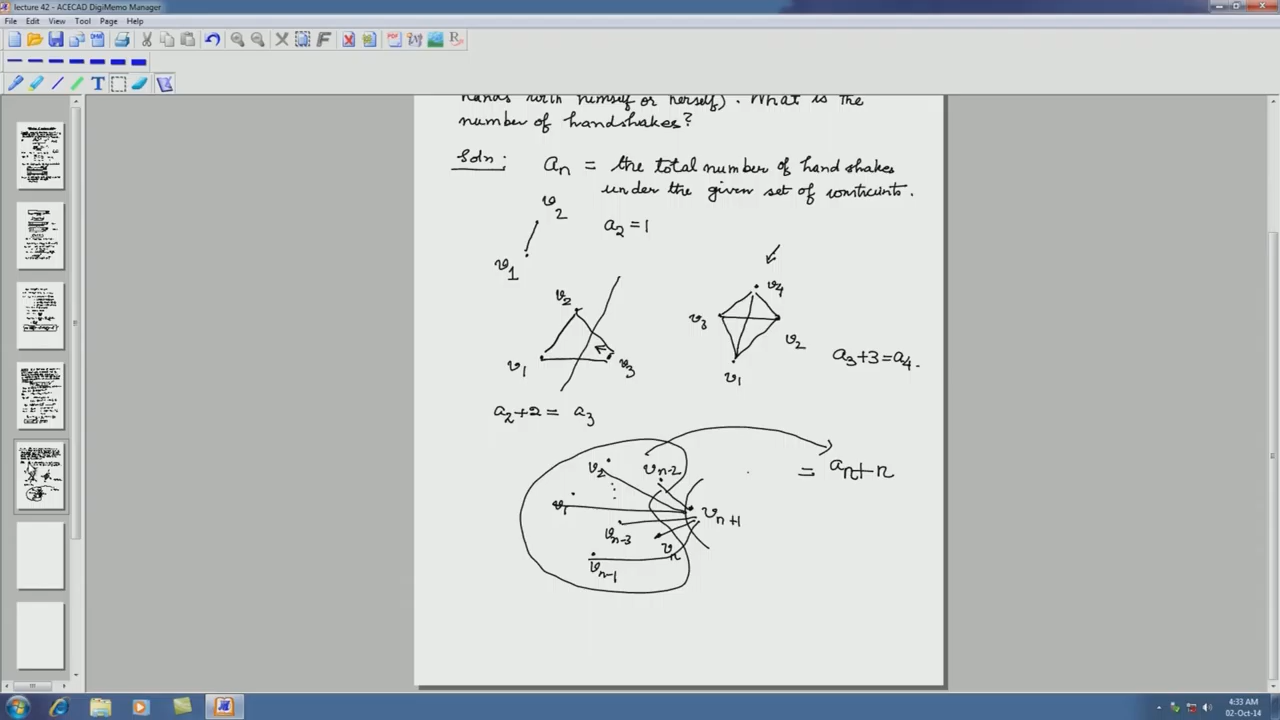 lecture 42 - ACECAD DigiMemo Manager
File Edit View Tool Page Help
hands with himself or herself). What is the
number of handshakes?
Soln: aₙ = the total number of hand shakes
under the given set of constraints.
v₂
a₂ = 1
v₁
v₂
v₁
v₃
v₄
v₃
v₂
v₁
a₃+3=a₄.
a₂+2= a₃
v₂
vₙ₋₂
= aₙ+n
v₁
vₙ₊₁
vₙ₋₃
vₙ
vₙ₋₁
4:33 AM
02-Oct-14